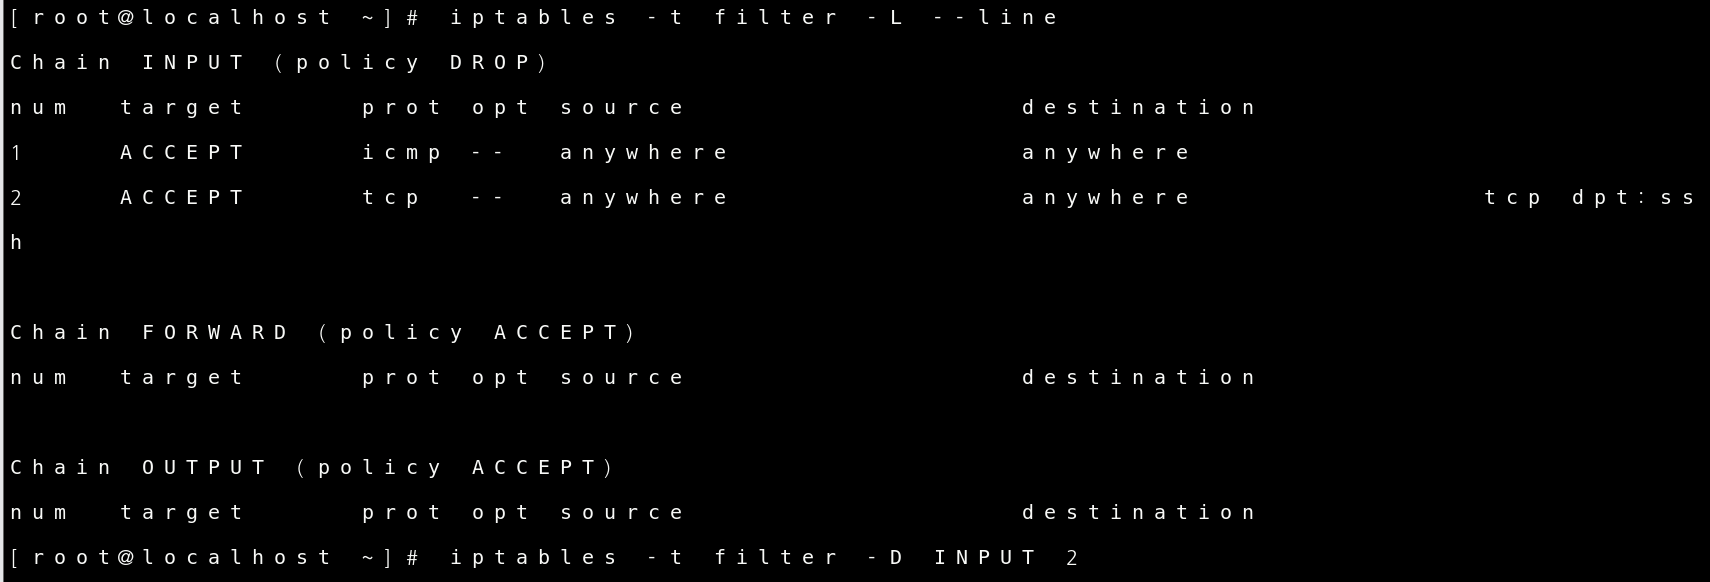 [root@localhost ~]# iptables -t filter -L --line
Chain INPUT (policy DROP)
num  target     prot opt source               destination
1    ACCEPT     icmp --  anywhere             anywhere
2    ACCEPT     tcp  --  anywhere             anywhere             tcp dpt:ss
h
Chain FORWARD (policy ACCEPT)
num  target     prot opt source               destination
Chain OUTPUT (policy ACCEPT)
num  target     prot opt source               destination
[root@localhost ~]# iptables -t filter -D INPUT 2